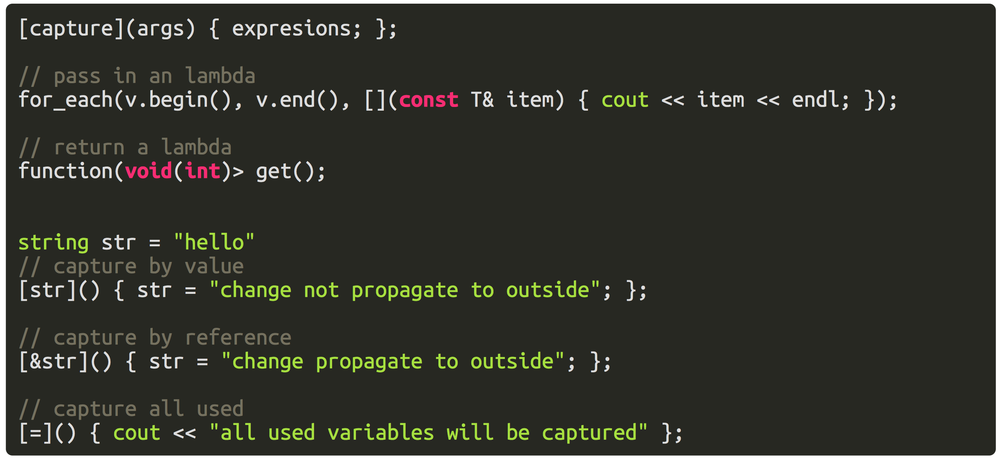 [capture](args) { expresions; };
// pass in an lambda
for_each(v.begin(), v.end(), [](const T& item) { cout << item << endl; });
// return a lambda
function(void(int)> get();
string str = "hello"
// capture by value
[str]() { str = "change not propagate to outside"; };
// capture by reference
[&str]() { str = "change propagate to outside"; };
// capture all used
[=]() { cout << "all used variables will be captured" };